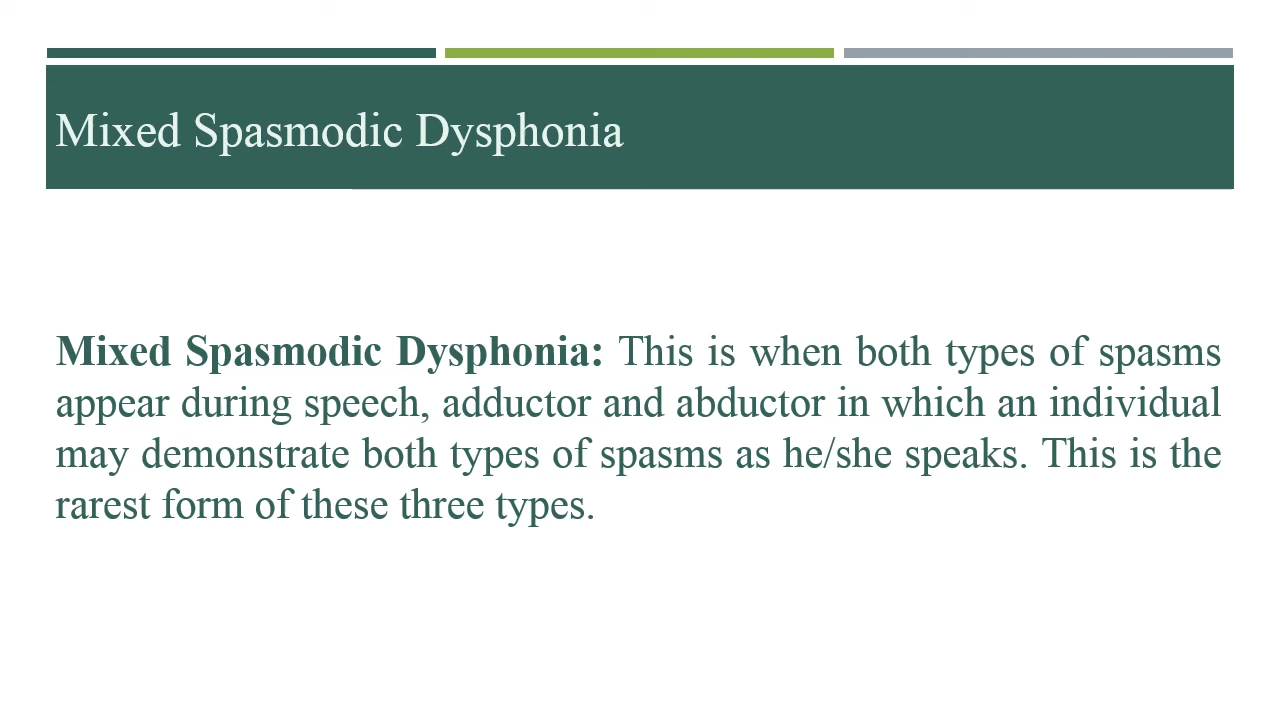 Mixed Spasmodic Dysphonia
Mixed Spasmodic Dysphonia: This is when both types of spasms
appear during speech, adductor and abductor in which an individual
may demonstrate both types of spasms as he/she speaks. This is the
rarest form of these three types.